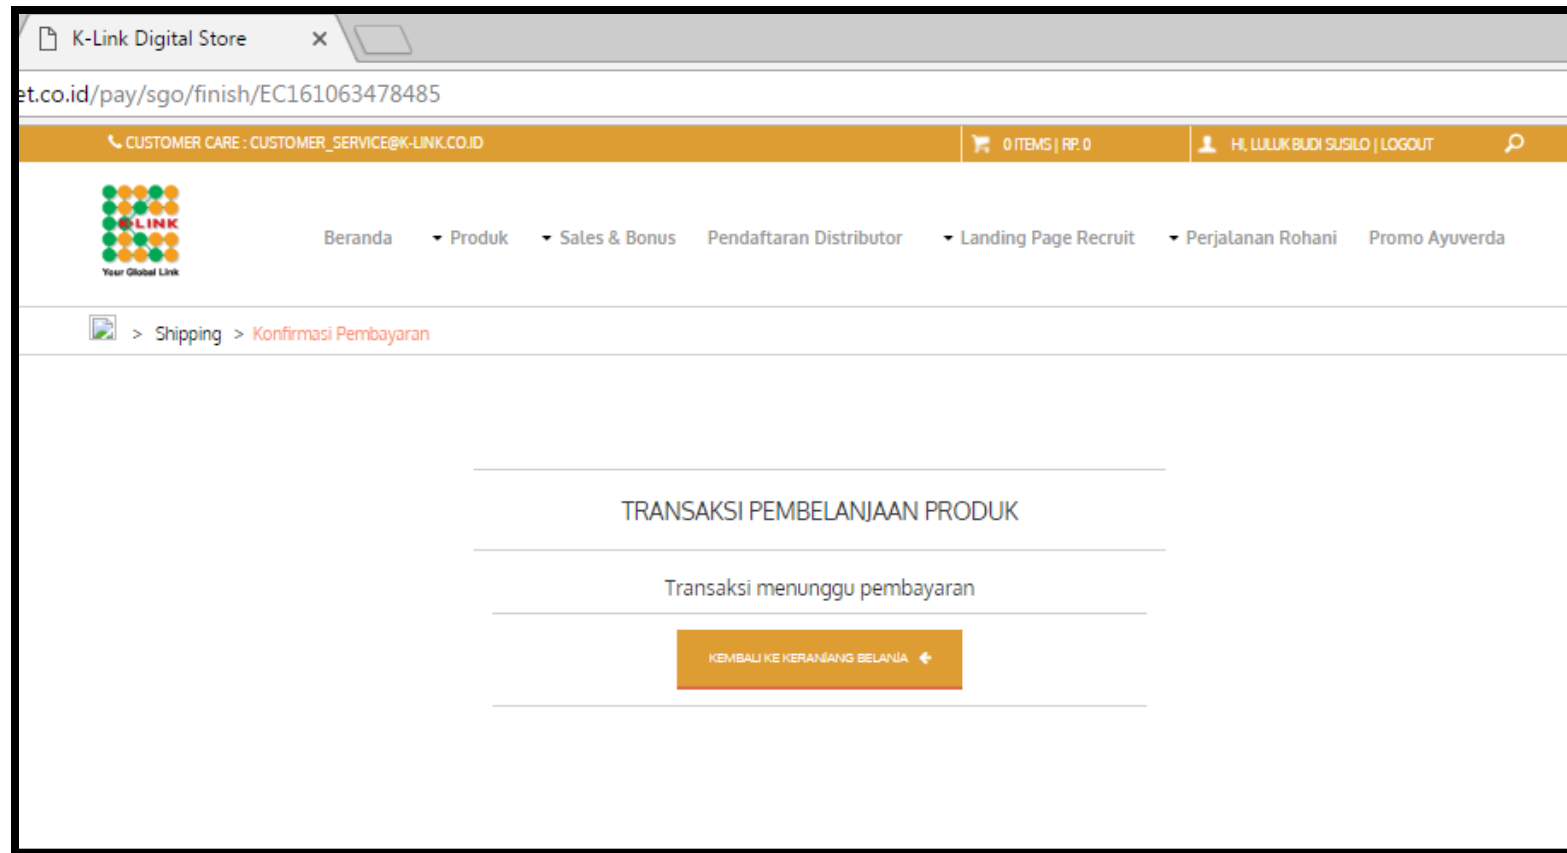 K-Link Digital Store
et.co.id/pay/sgo/finish/EC161063478485
CUSTOMER CARE : CUSTOMER_SERVICE@K-LINK.CO.ID
0 ITEMS | RP. 0
HI, LULUK BUDI SUSILO | LOGOUT
K-LINK
Your Global Link
Beranda
Produk
Sales & Bonus
Pendaftaran Distributor
Landing Page Recruit
Perjalanan Rohani
Promo Ayuverda
> Shipping > Konfirmasi Pembayaran
TRANSAKSI PEMBELANJAAN PRODUK
Transaksi menunggu pembayaran
KEMBALI KE KERANJANG BELANJA